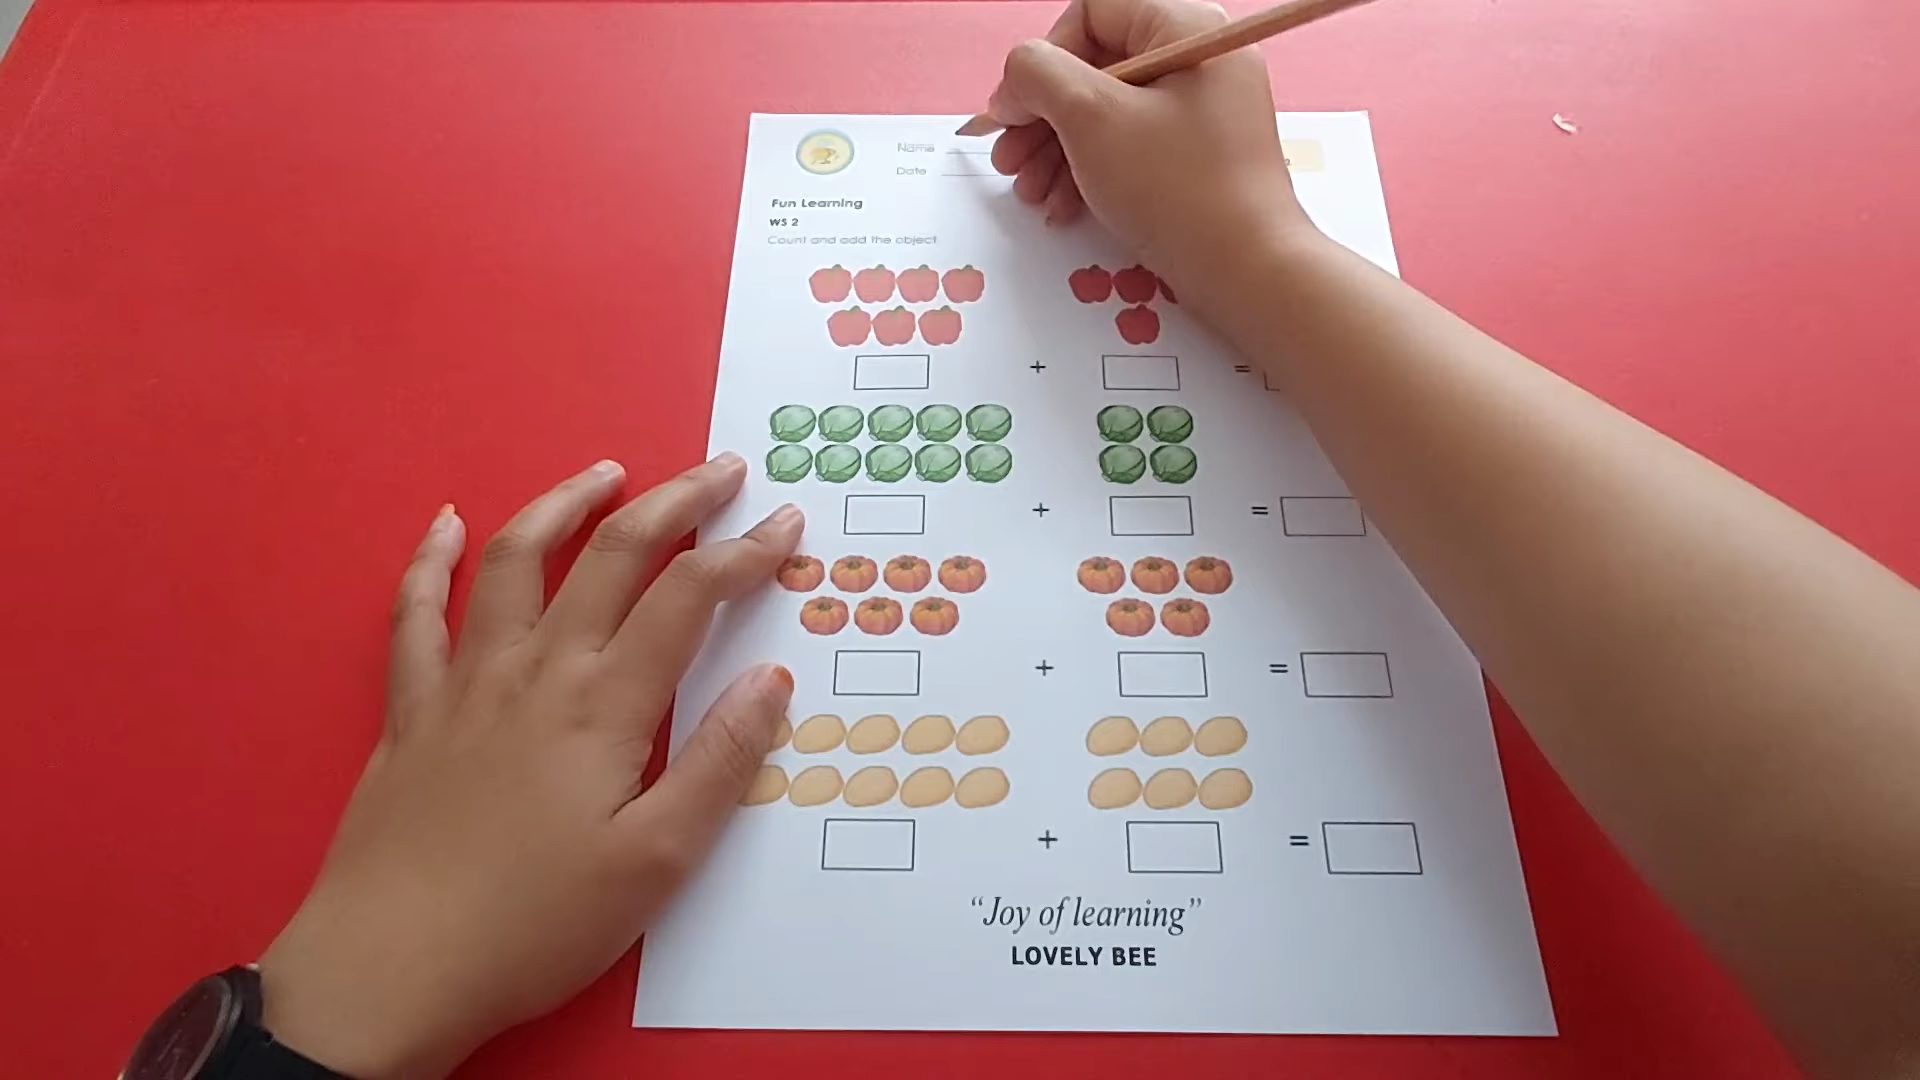 Name
Date
Fun Learning
WS 2
Count and add the object
+ =
+ =
+ =
+ =
“Joy of learning”
LOVELY BEE